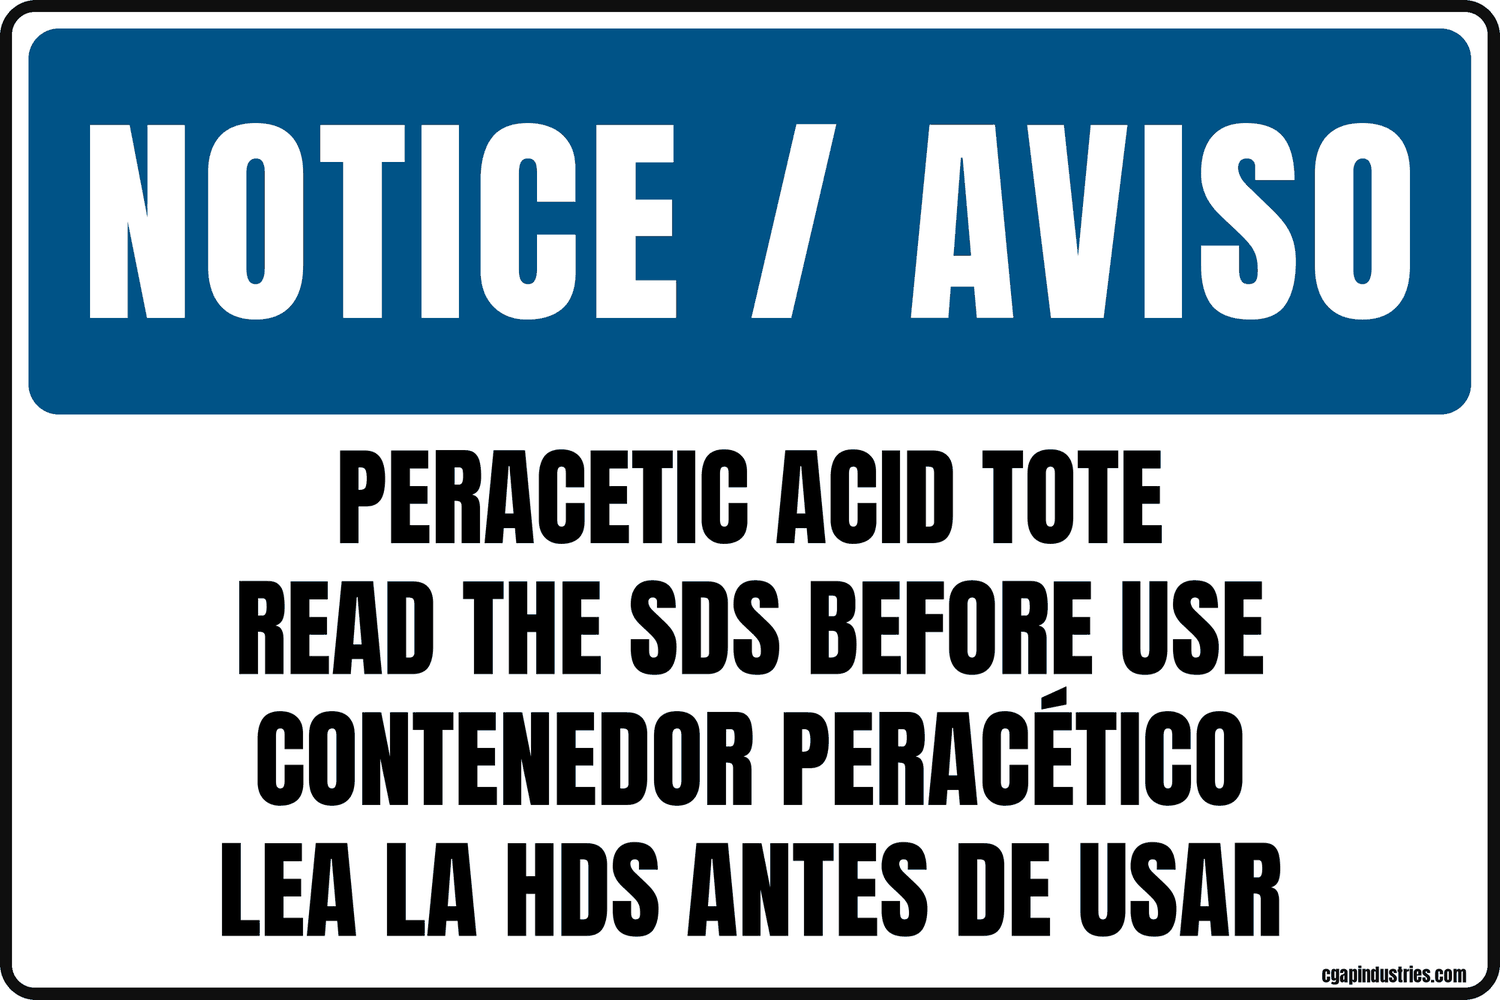 NOTICE / AVISO
PERACETIC ACID TOTE
READ THE SDS BEFORE USE
CONTENEDOR PERACÉTICO
LEA LA HDS ANTES DE USAR
cgapindustries.com